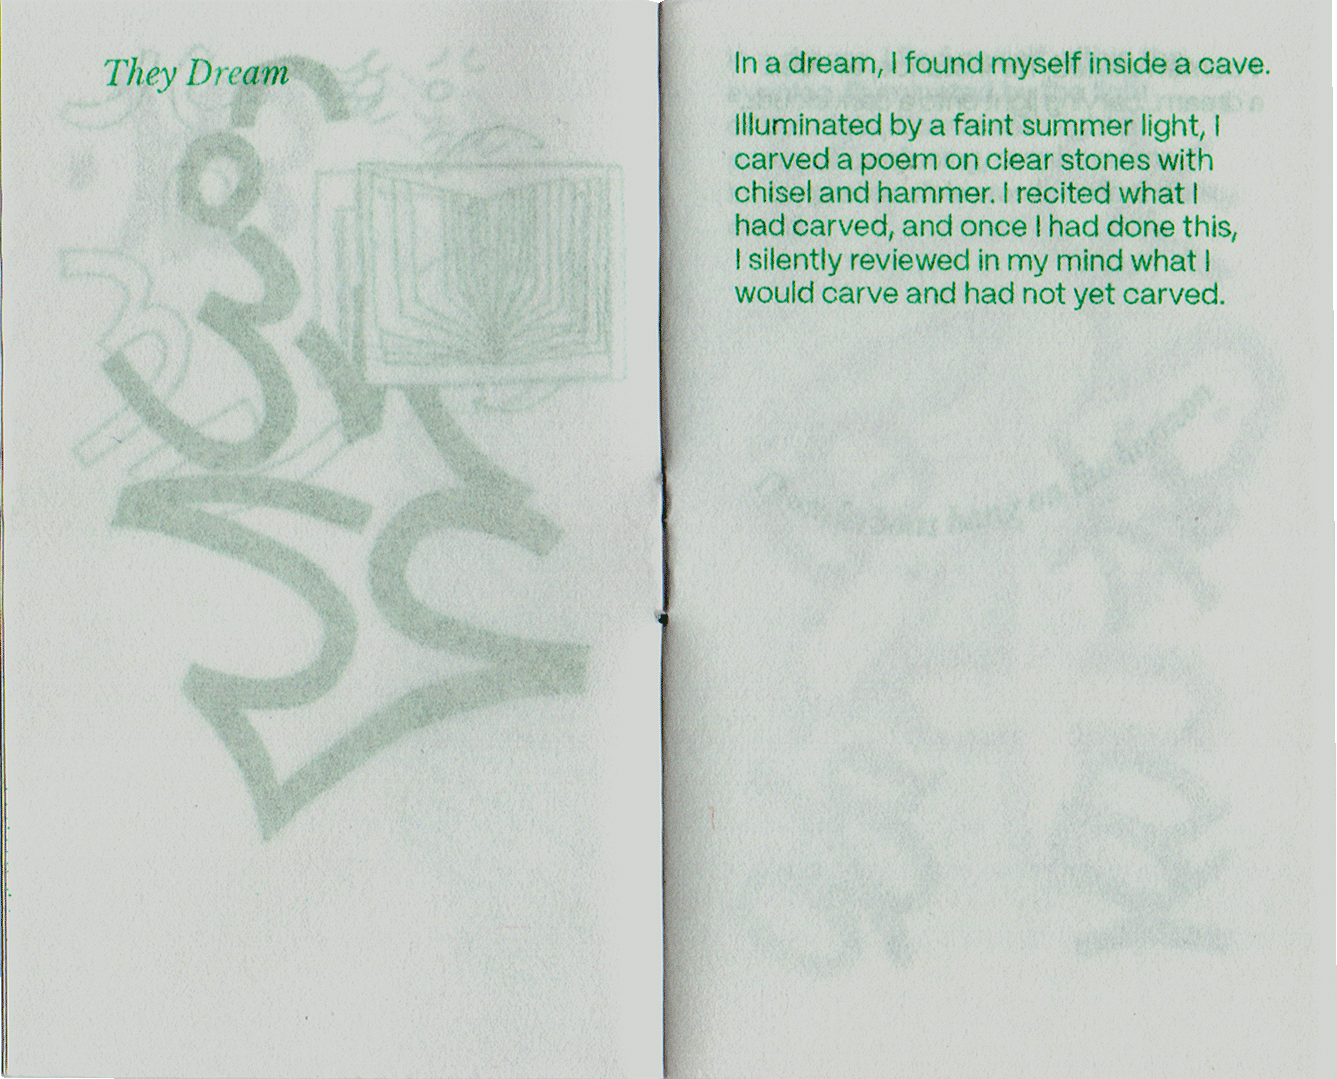 They Dream
In a dream, I found myself inside a cave.
Illuminated by a faint summer light, I
carved a poem on clear stones with
chisel and hammer. I recited what I
had carved, and once I had done this,
I silently reviewed in my mind what I
would carve and had not yet carved.